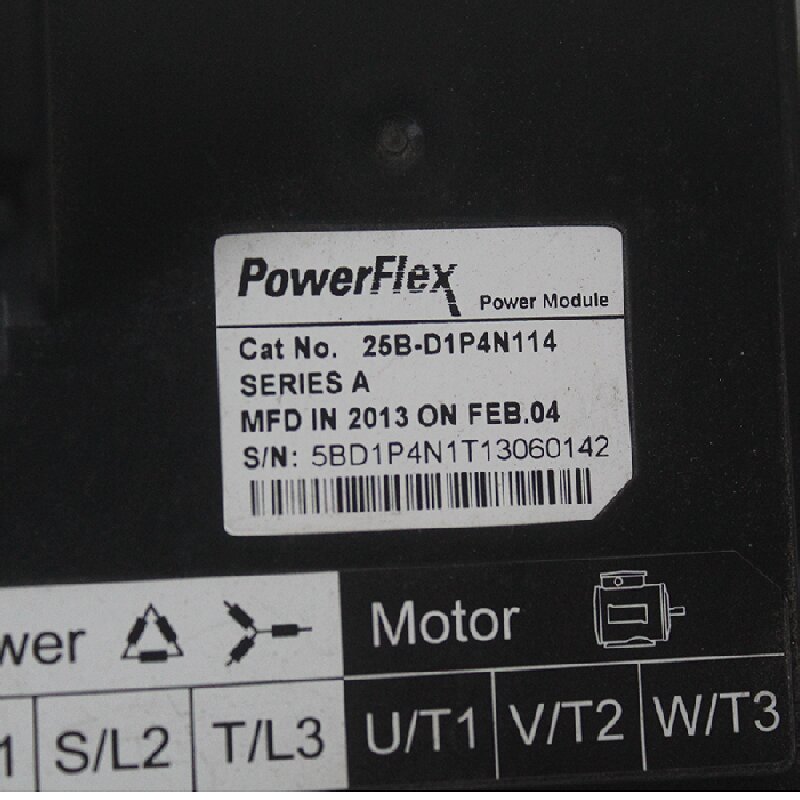 PowerFlex
Power Module
Cat No. 25B-D1P4N114
SERIES A
MFD IN 2013 ON FEB.04
S/N: 5BD1P4N1T13060142
Motor
S/L2 T/L3 U/T1 V/T2 W/T3